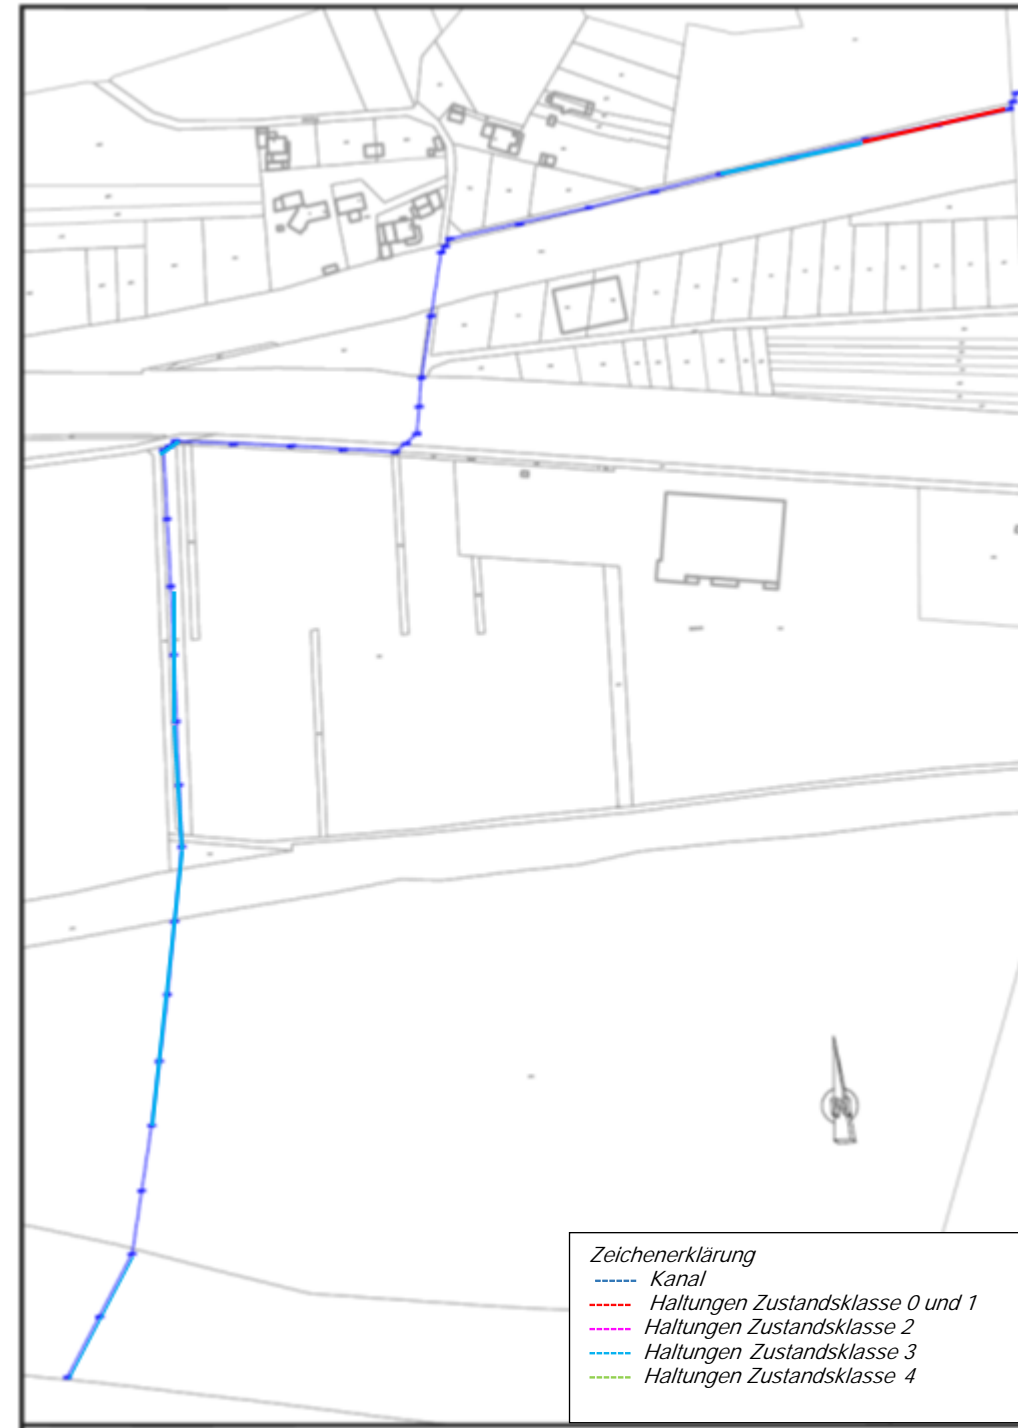 Zeichenerklärung
Kanal
Haltungen Zustandsklasse 0 und 1
Haltungen Zustandsklasse 2
Haltungen Zustandsklasse 3
Haltungen Zustandsklasse 4